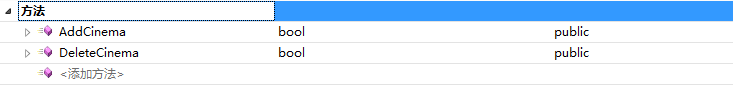 方法
AddCinema bool public
DeleteCinema bool public
<添加方法>